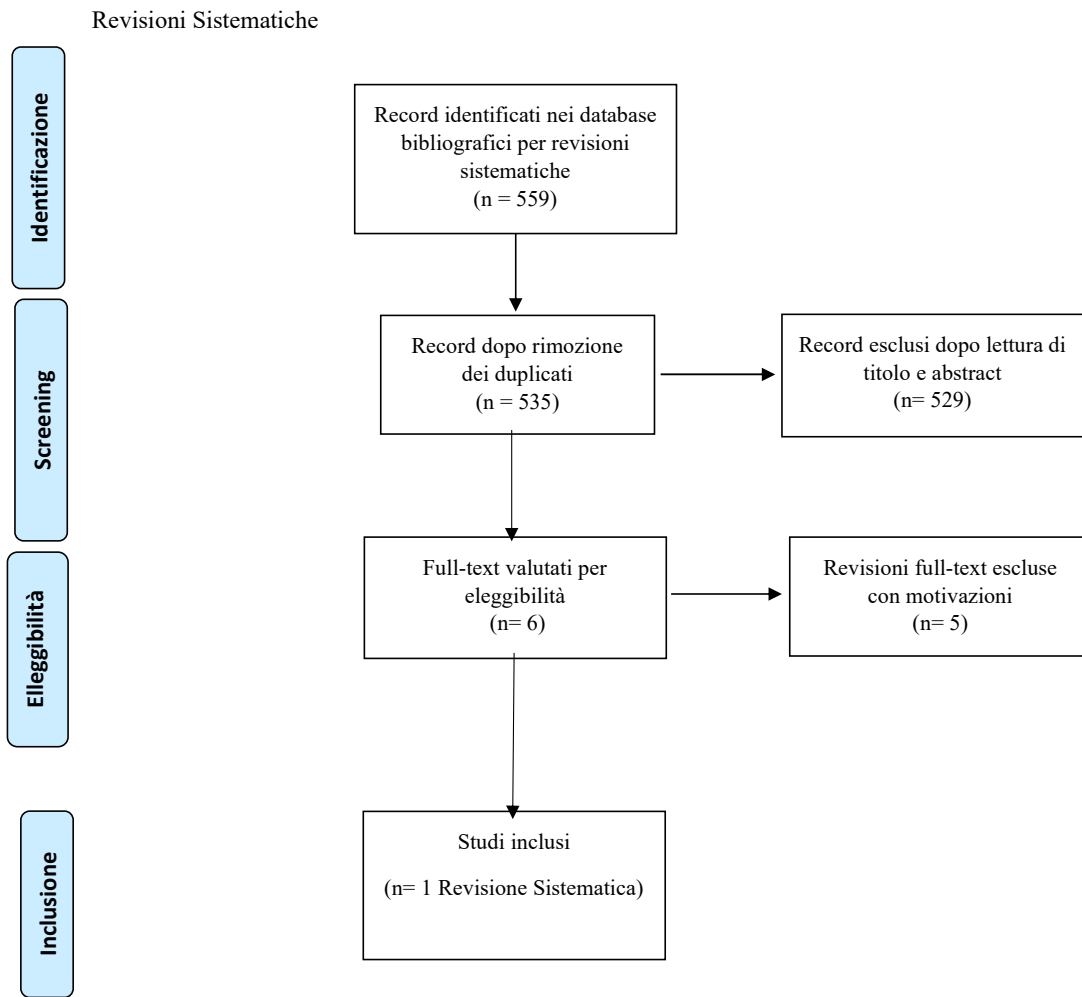 Revisioni Sistematiche
Identificazione
Record identificati nei database
bibliografici per revisioni
sistematiche
(n = 559)
Screening
Record dopo rimozione
dei duplicati
(n = 535)
Record esclusi dopo lettura di
titolo e abstract
(n= 529)
Elleggibilità
Full-text valutati per
eleggibilità
(n= 6)
Revisioni full-text escluse
con motivazioni
(n= 5)
Inclusione
Studi inclusi
(n= 1 Revisione Sistematica)